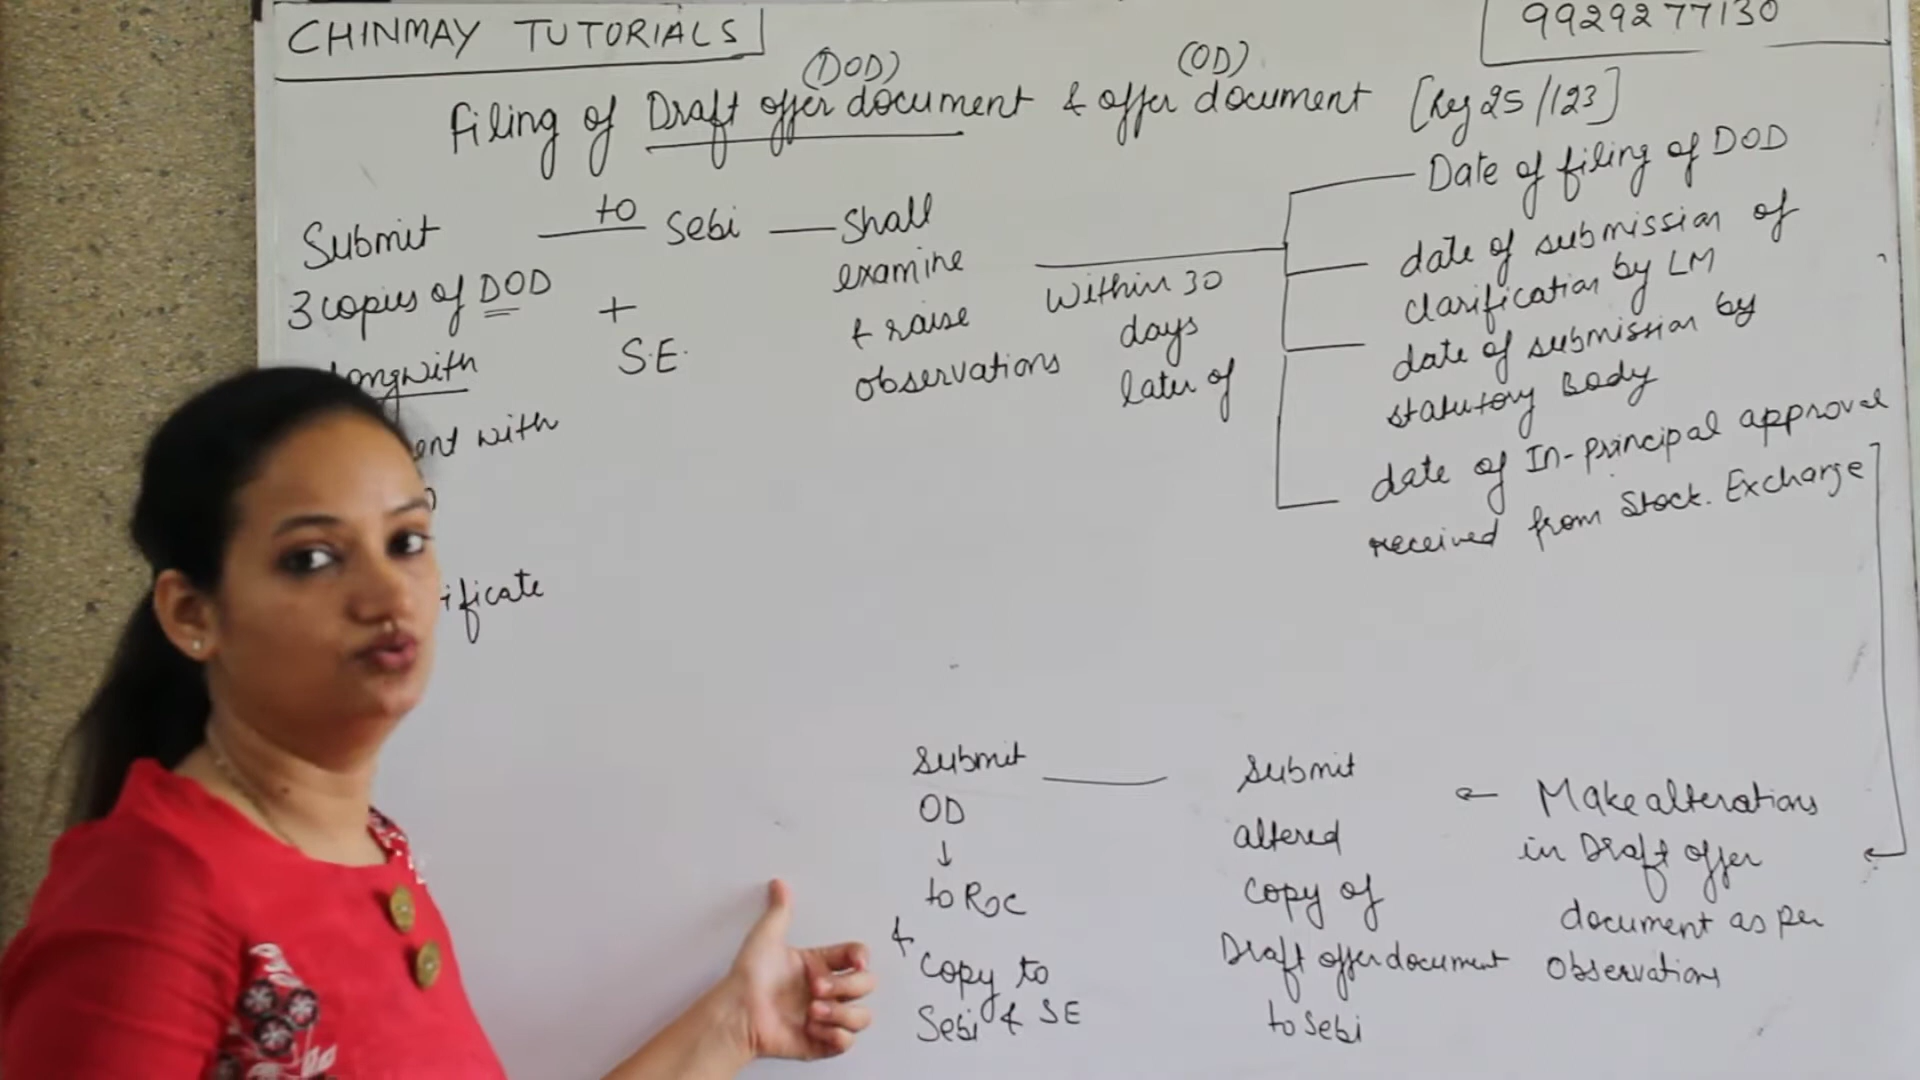 CHINMAY TUTORIALS
9929277130
(DOD)
(OD)
Filing of Draft offer document & offer document [Reg 25/123]
Submit
3 copies of DOD
longwith
ent with
ificate
to Sebi
+
S.E.
Shall
examine
& raise
observations
Within 30
days
later of
Date of filing of DOD
date of submission of
clarification by LM
date of submission by
statutory Body
date of In-principal approval
received from Stock. Exchange
Make alterations
in Draft offer
document as per
observations
Submit
altered
copy of
Draft offer document
to Sebi
Submit
OD
↓
to ROC
& Copy to
Sebi & SE